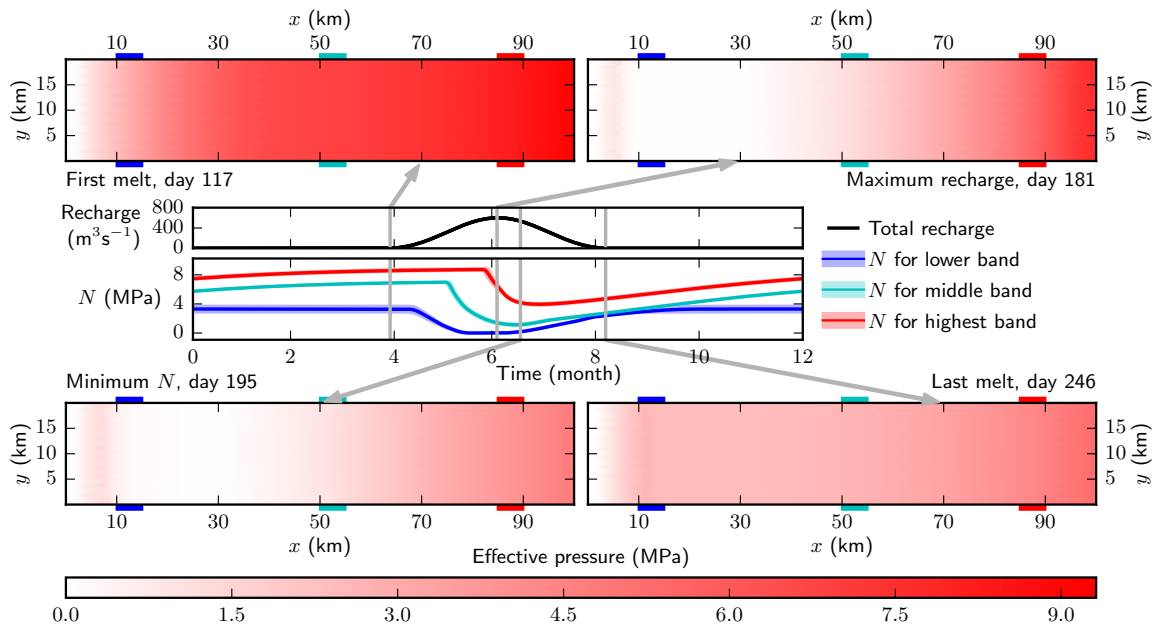 x (km) x (km)
10 30 50 70 90 10 30 50 70 90
y (km) 15 10 5 15 10 5 y (km)
First melt, day 117 Maximum recharge, day 181
Recharge
(m³s⁻¹)
800
400
0
N (MPa)
8
4
0
0 2 4 6 8 10 12
Time (month)
Total recharge
N for lower band
N for middle band
N for highest band
Minimum N, day 195 Last melt, day 246
y (km) 15 10 5 15 10 5 y (km)
10 30 50 70 90 10 30 50 70 90
x (km) x (km)
Effective pressure (MPa)
0.0 1.5 3.0 4.5 6.0 7.5 9.0